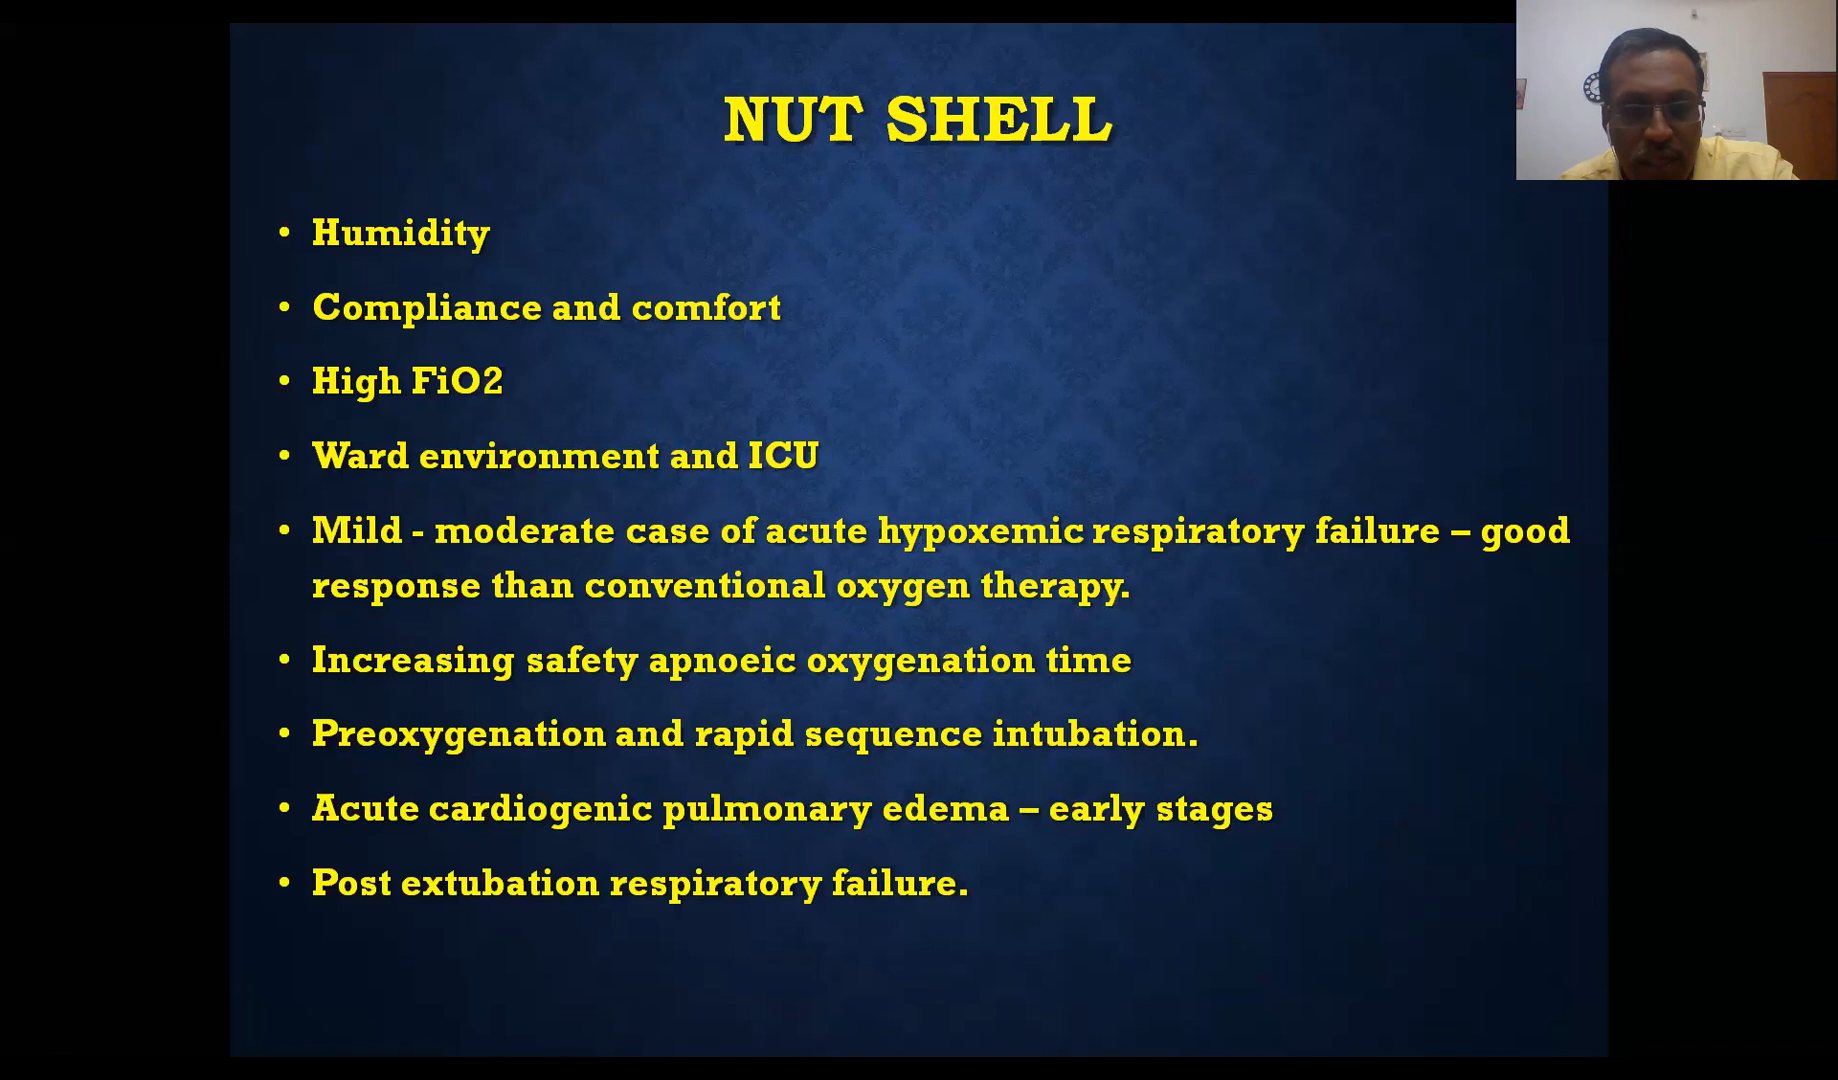 NUT SHELL
• Humidity
• Compliance and comfort
• High FiO2
• Ward environment and ICU
• Mild - moderate case of acute hypoxemic respiratory failure – good
response than conventional oxygen therapy.
• Increasing safety apnoeic oxygenation time
• Preoxygenation and rapid sequence intubation.
• Acute cardiogenic pulmonary edema – early stages
• Post extubation respiratory failure.